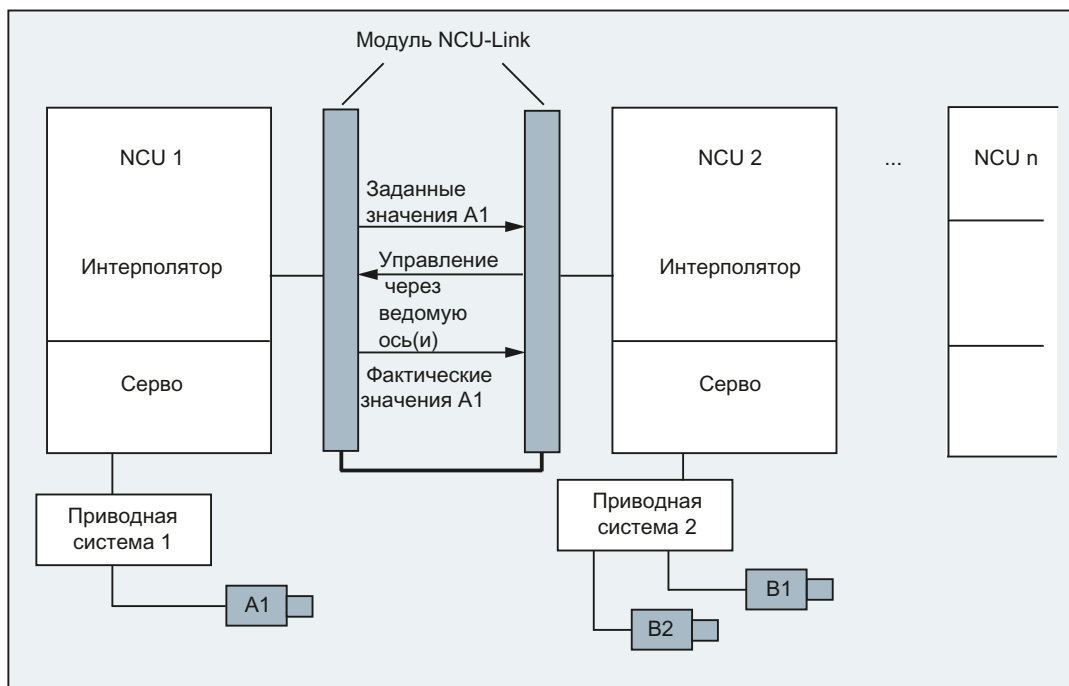 Модуль NCU-Link
NCU 1
NCU 2
...
NCU n
Заданные
значения A1
Управление
через
ведомую
ось(и)
Фактические
значения A1
Интерполятор
Интерполятор
Серво
Серво
Приводная
система 1
Приводная
система 2
A1
B1
B2